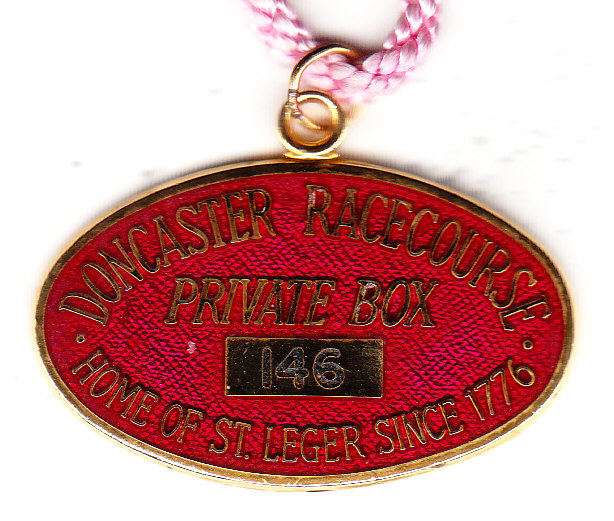 DONCASTER RACECOURSE
PRIVATE BOX
146
· HOME OF ST. LEGER SINCE 1776 ·